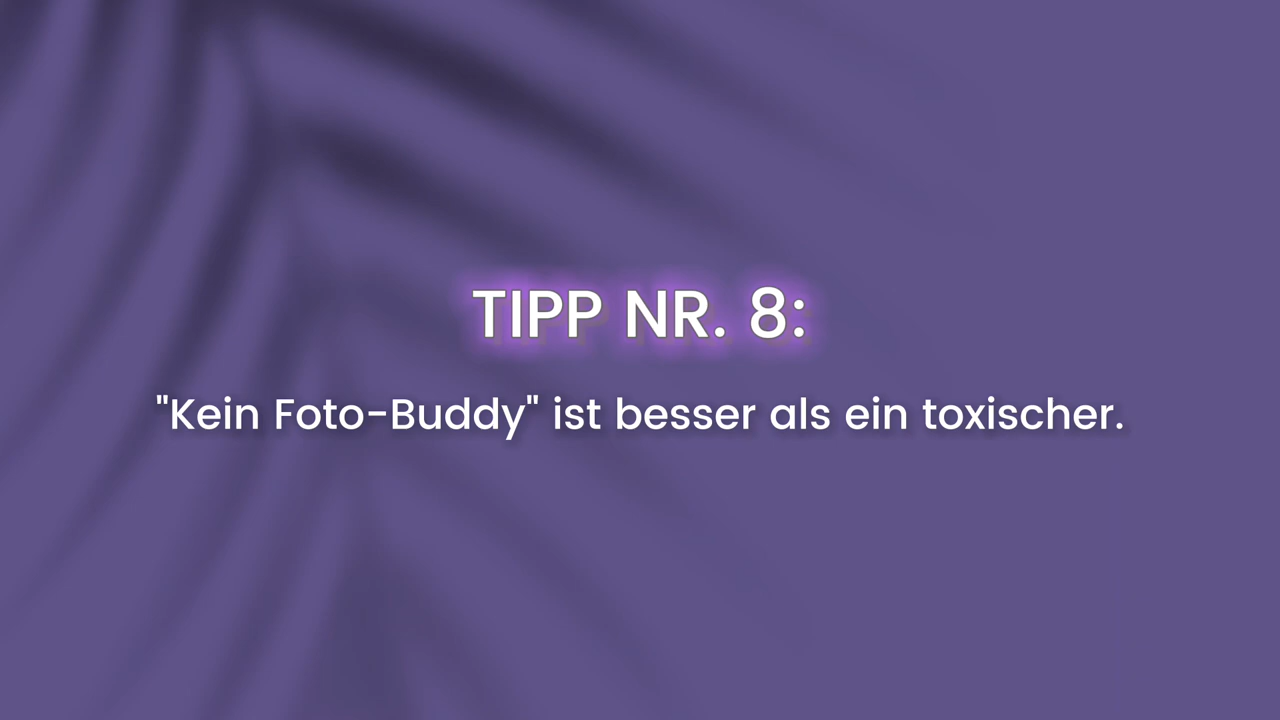 TIPP NR. 8:
"Kein Foto-Buddy" ist besser als ein toxischer.